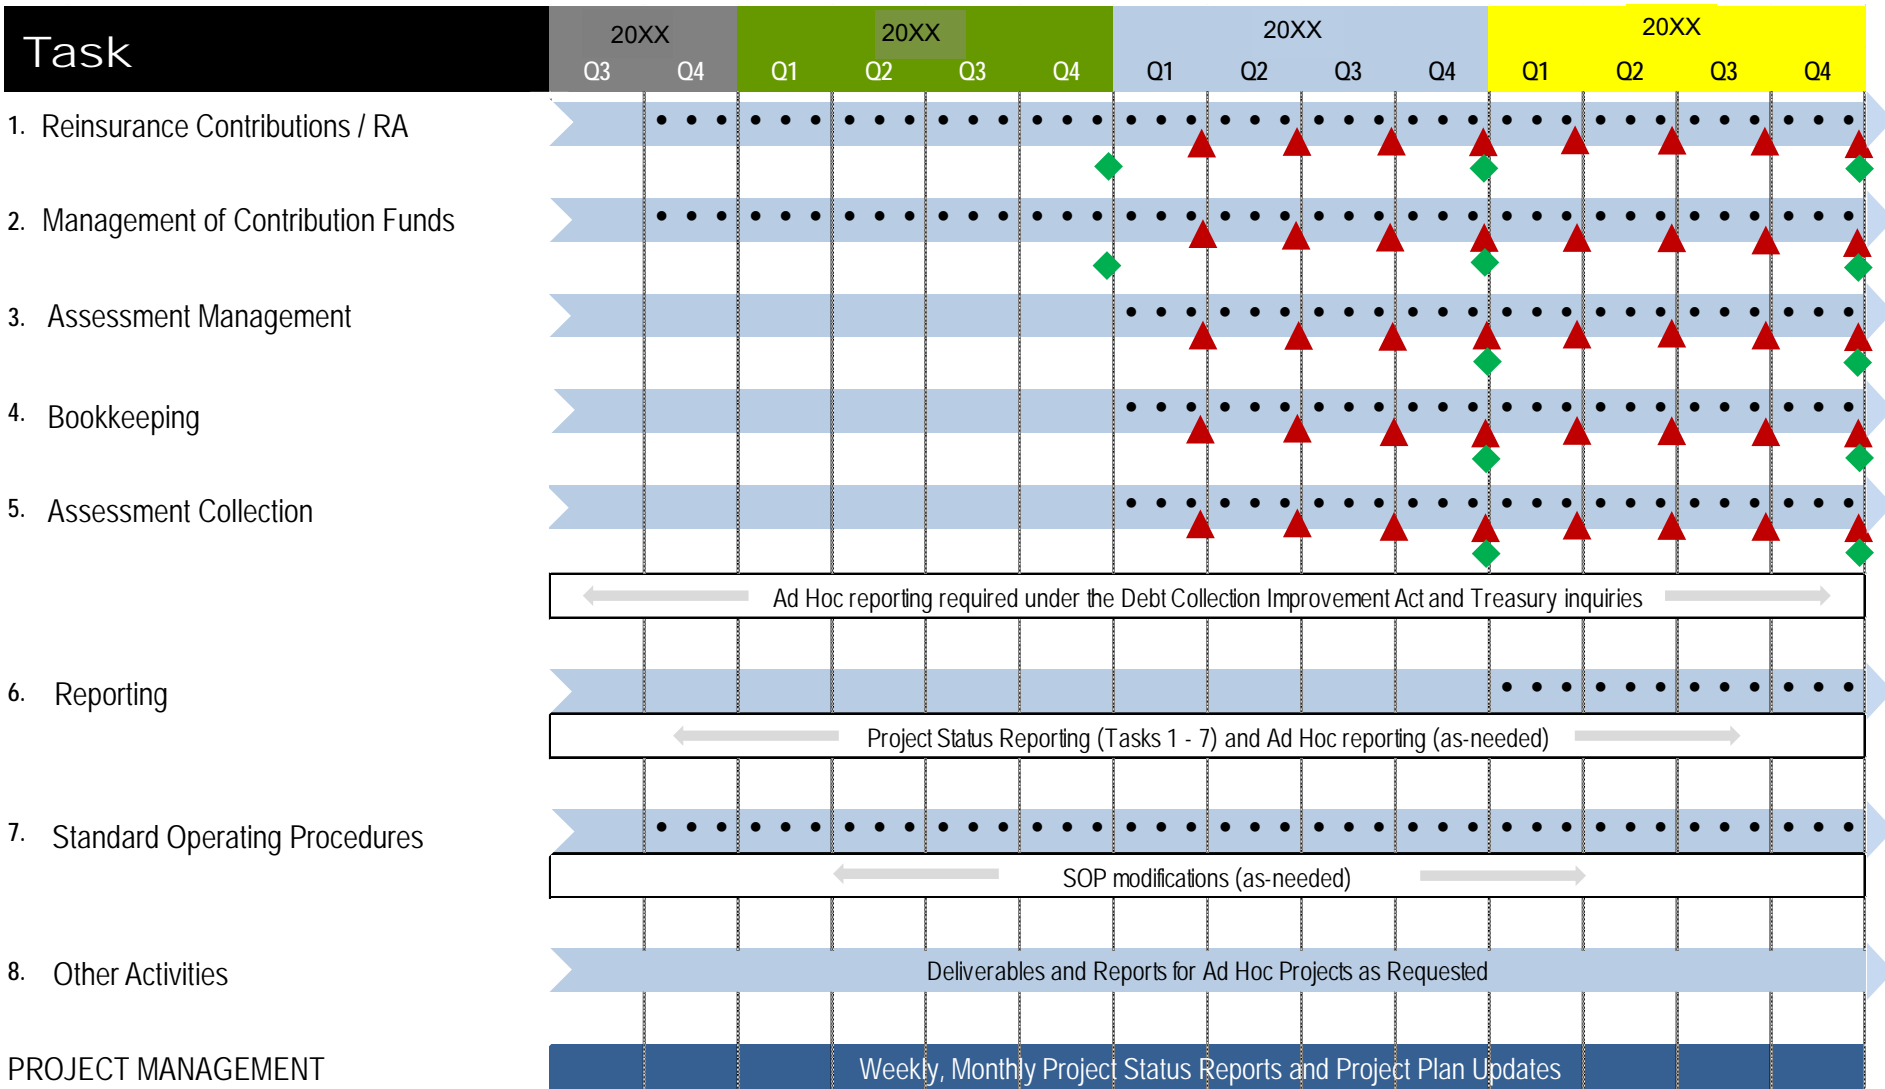 Task
20XX 20XX 20XX 20XX
Q3 Q4 Q1 Q2 Q3 Q4 Q1 Q2 Q3 Q4 Q1 Q2 Q3 Q4
1. Reinsurance Contributions / RA
2. Management of Contribution Funds
3. Assessment Management
4. Bookkeeping
5. Assessment Collection
Ad Hoc reporting required under the Debt Collection Improvement Act and Treasury inquiries
6. Reporting
Project Status Reporting (Tasks 1 - 7) and Ad Hoc reporting (as-needed)
7. Standard Operating Procedures
SOP modifications (as-needed)
8. Other Activities
Deliverables and Reports for Ad Hoc Projects as Requested
PROJECT MANAGEMENT
Weekly, Monthly Project Status Reports and Project Plan Updates